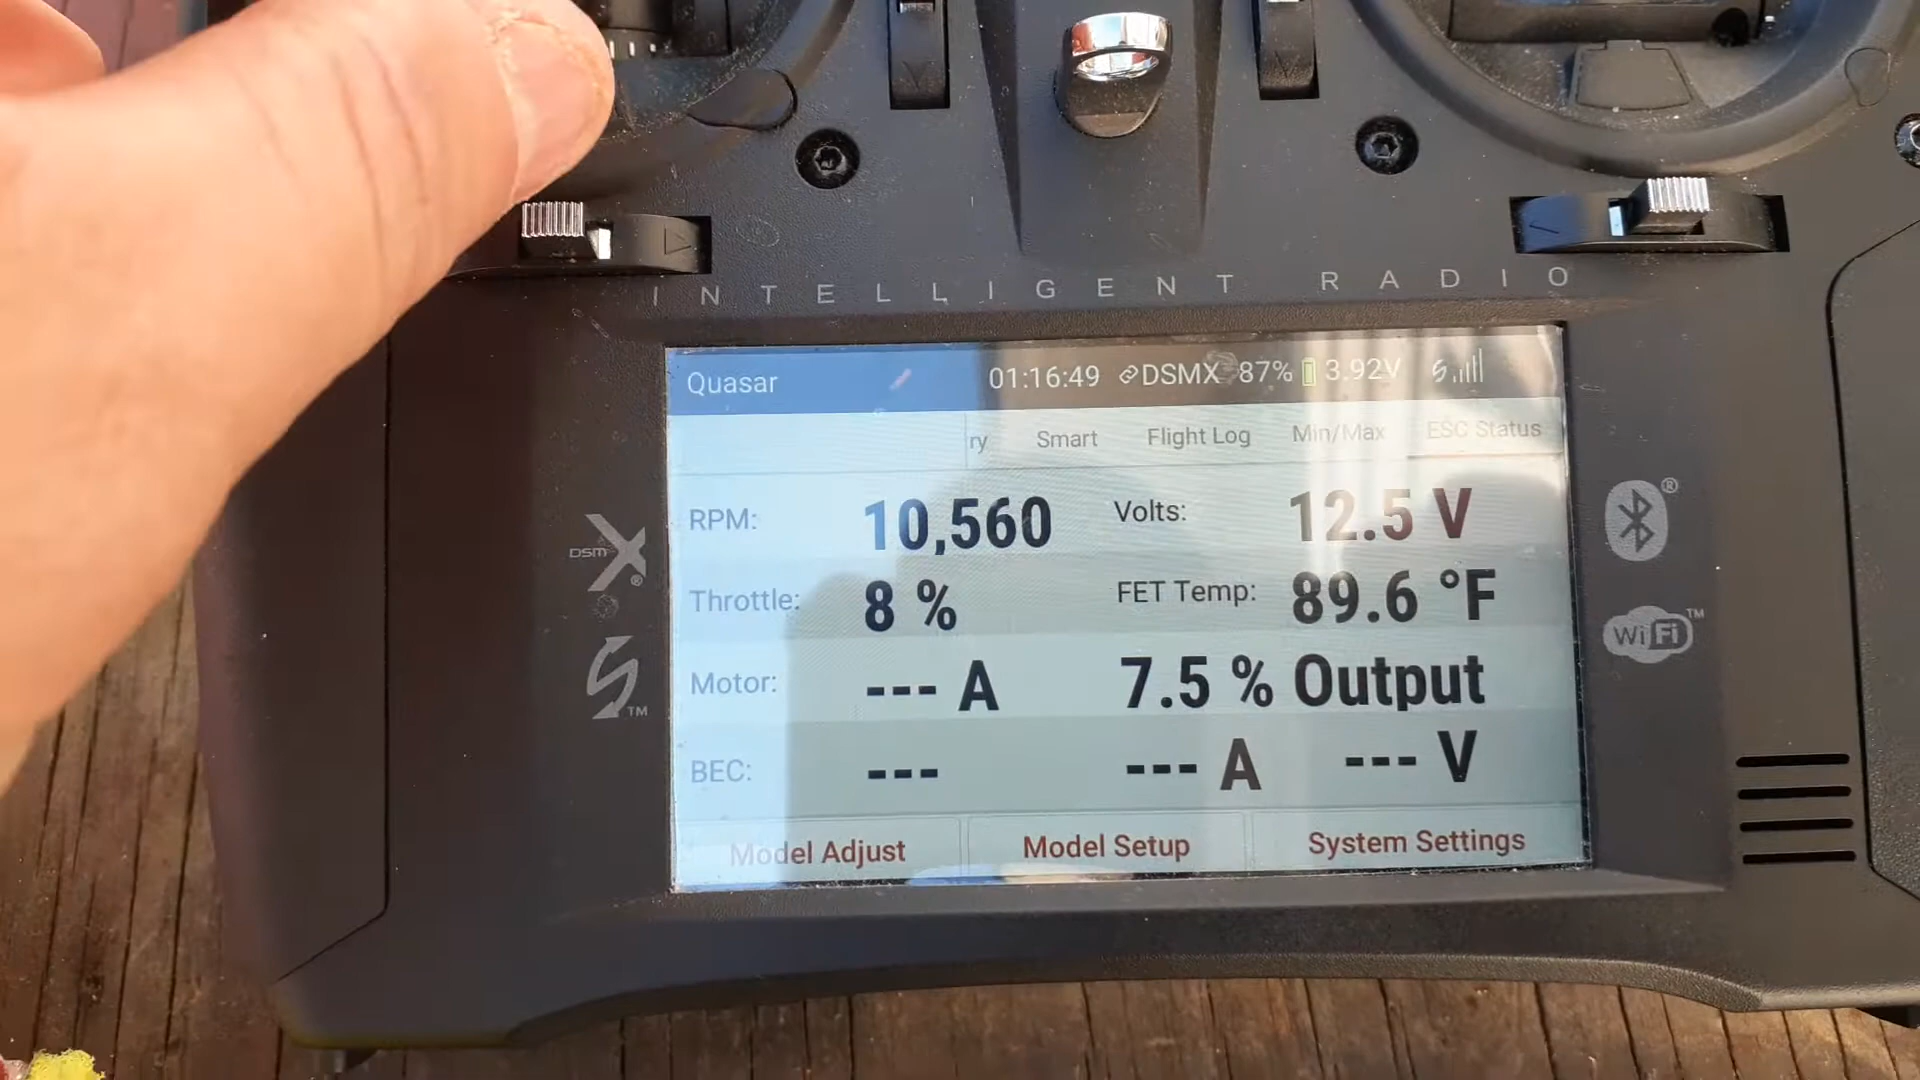 INTELLIGENT RADIO
Quasar 01:16:49 DSMX 87% 3.92V
ry Smart Flight Log Min/Max ESC Status
RPM: 10,560 Volts: 12.5 V
Throttle: 8 % FET Temp: 89.6 °F
Motor: --- A 7.5 % Output
BEC: --- --- A --- V
Model Adjust Model Setup System Settings
DSM X®
S™
®
WiFi™